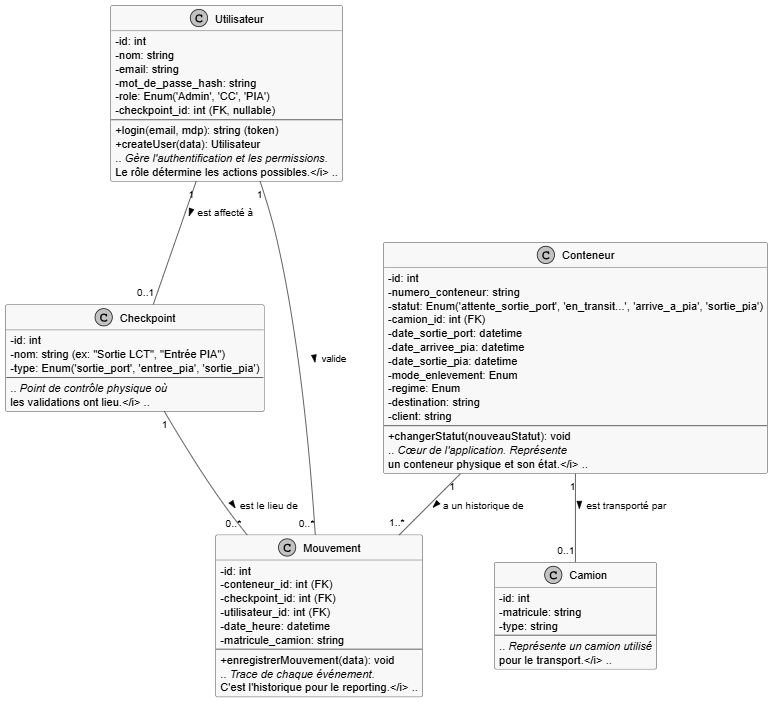 C Utilisateur
-id: int
-nom: string
-email: string
-mot_de_passe_hash: string
-role: Enum('Admin', 'CC', 'PIA')
-checkpoint_id: int (FK, nullable)
+login(email, mdp): string (token)
+createUser(data): Utilisateur
.. Gère l'authentification et les permissions.
Le rôle détermine les actions possibles.</i> ..
1
1
est affecté à
0..1
C Checkpoint
-id: int
-nom: string (ex: "Sortie LCT", "Entrée PIA")
-type: Enum('sortie_port', 'entree_pia', 'sortie_pia')
.. Point de contrôle physique où
les validations ont lieu.</i> ..
valide
C Conteneur
-id: int
-numero_conteneur: string
-statut: Enum('attente_sortie_port', 'en_transit...', 'arrive_a_pia', 'sortie_pia')
-camion_id: int (FK)
-date_sortie_port: datetime
-date_arrivee_pia: datetime
-date_sortie_pia: datetime
-mode_enlevement: Enum
-regime: Enum
-destination: string
-client: string
+changerStatut(nouveauStatut): void
.. Cœur de l'application. Représente
un conteneur physique et son état.</i> ..
1
est le lieu de
0..*
0..*
1
a un historique de
1..*
1
est transporté par
0..1
C Mouvement
-id: int
-conteneur_id: int (FK)
-checkpoint_id: int (FK)
-utilisateur_id: int (FK)
-date_heure: datetime
-matricule_camion: string
+enregistrerMouvement(data): void
.. Trace de chaque événement.
C'est l'historique pour le reporting.</i> ..
C Camion
-id: int
-matricule: string
-type: string
.. Représente un camion utilisé
pour le transport.</i> ..